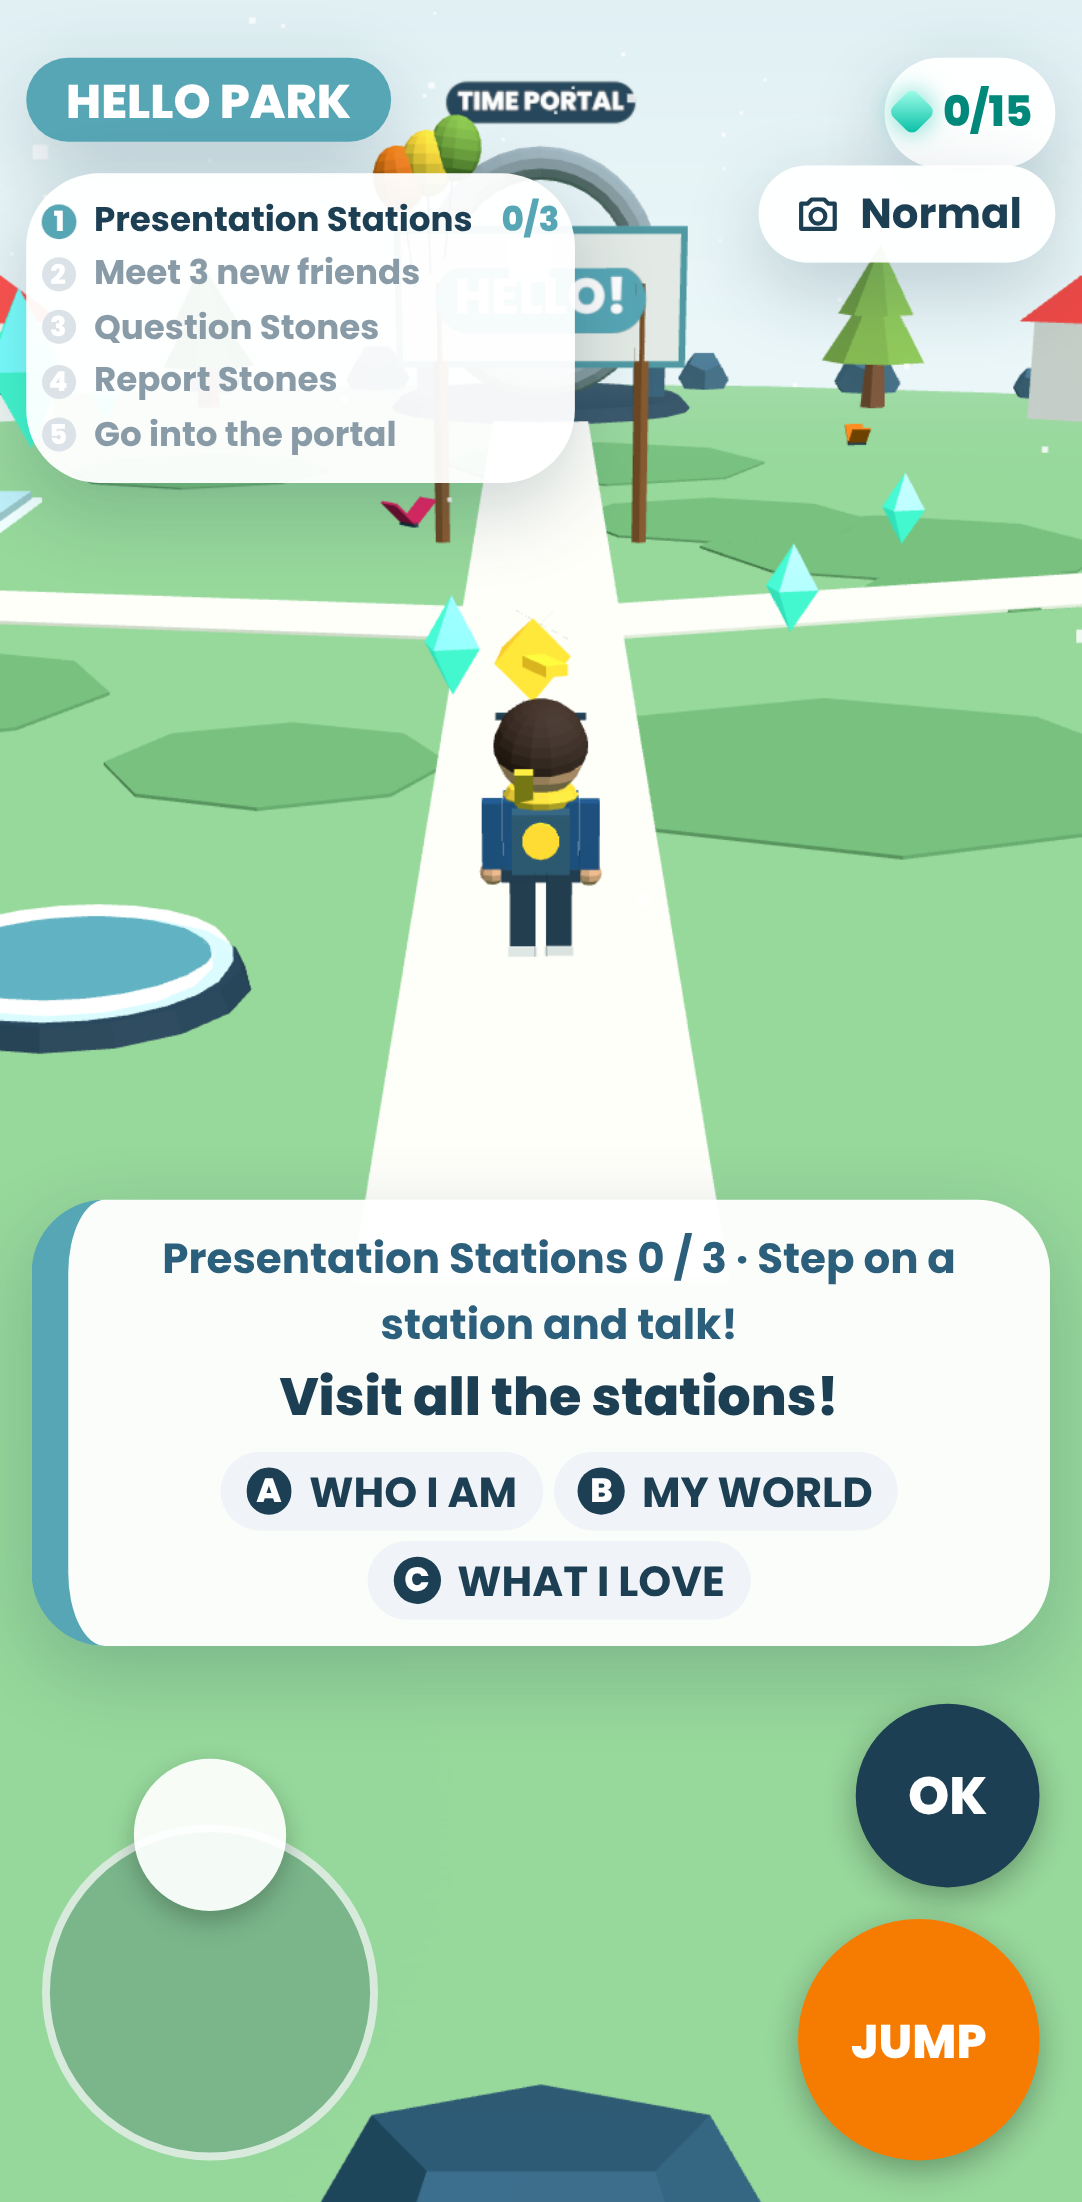 HELLO PARK
TIME PORTAL
0/15
Normal
1 Presentation Stations 0/3
2 Meet 3 new friends
3 Question Stones
4 Report Stones
5 Go into the portal
HELLO!
Presentation Stations 0 / 3 · Step on a
station and talk!
Visit all the stations!
A WHO I AM
B MY WORLD
C WHAT I LOVE
OK
JUMP